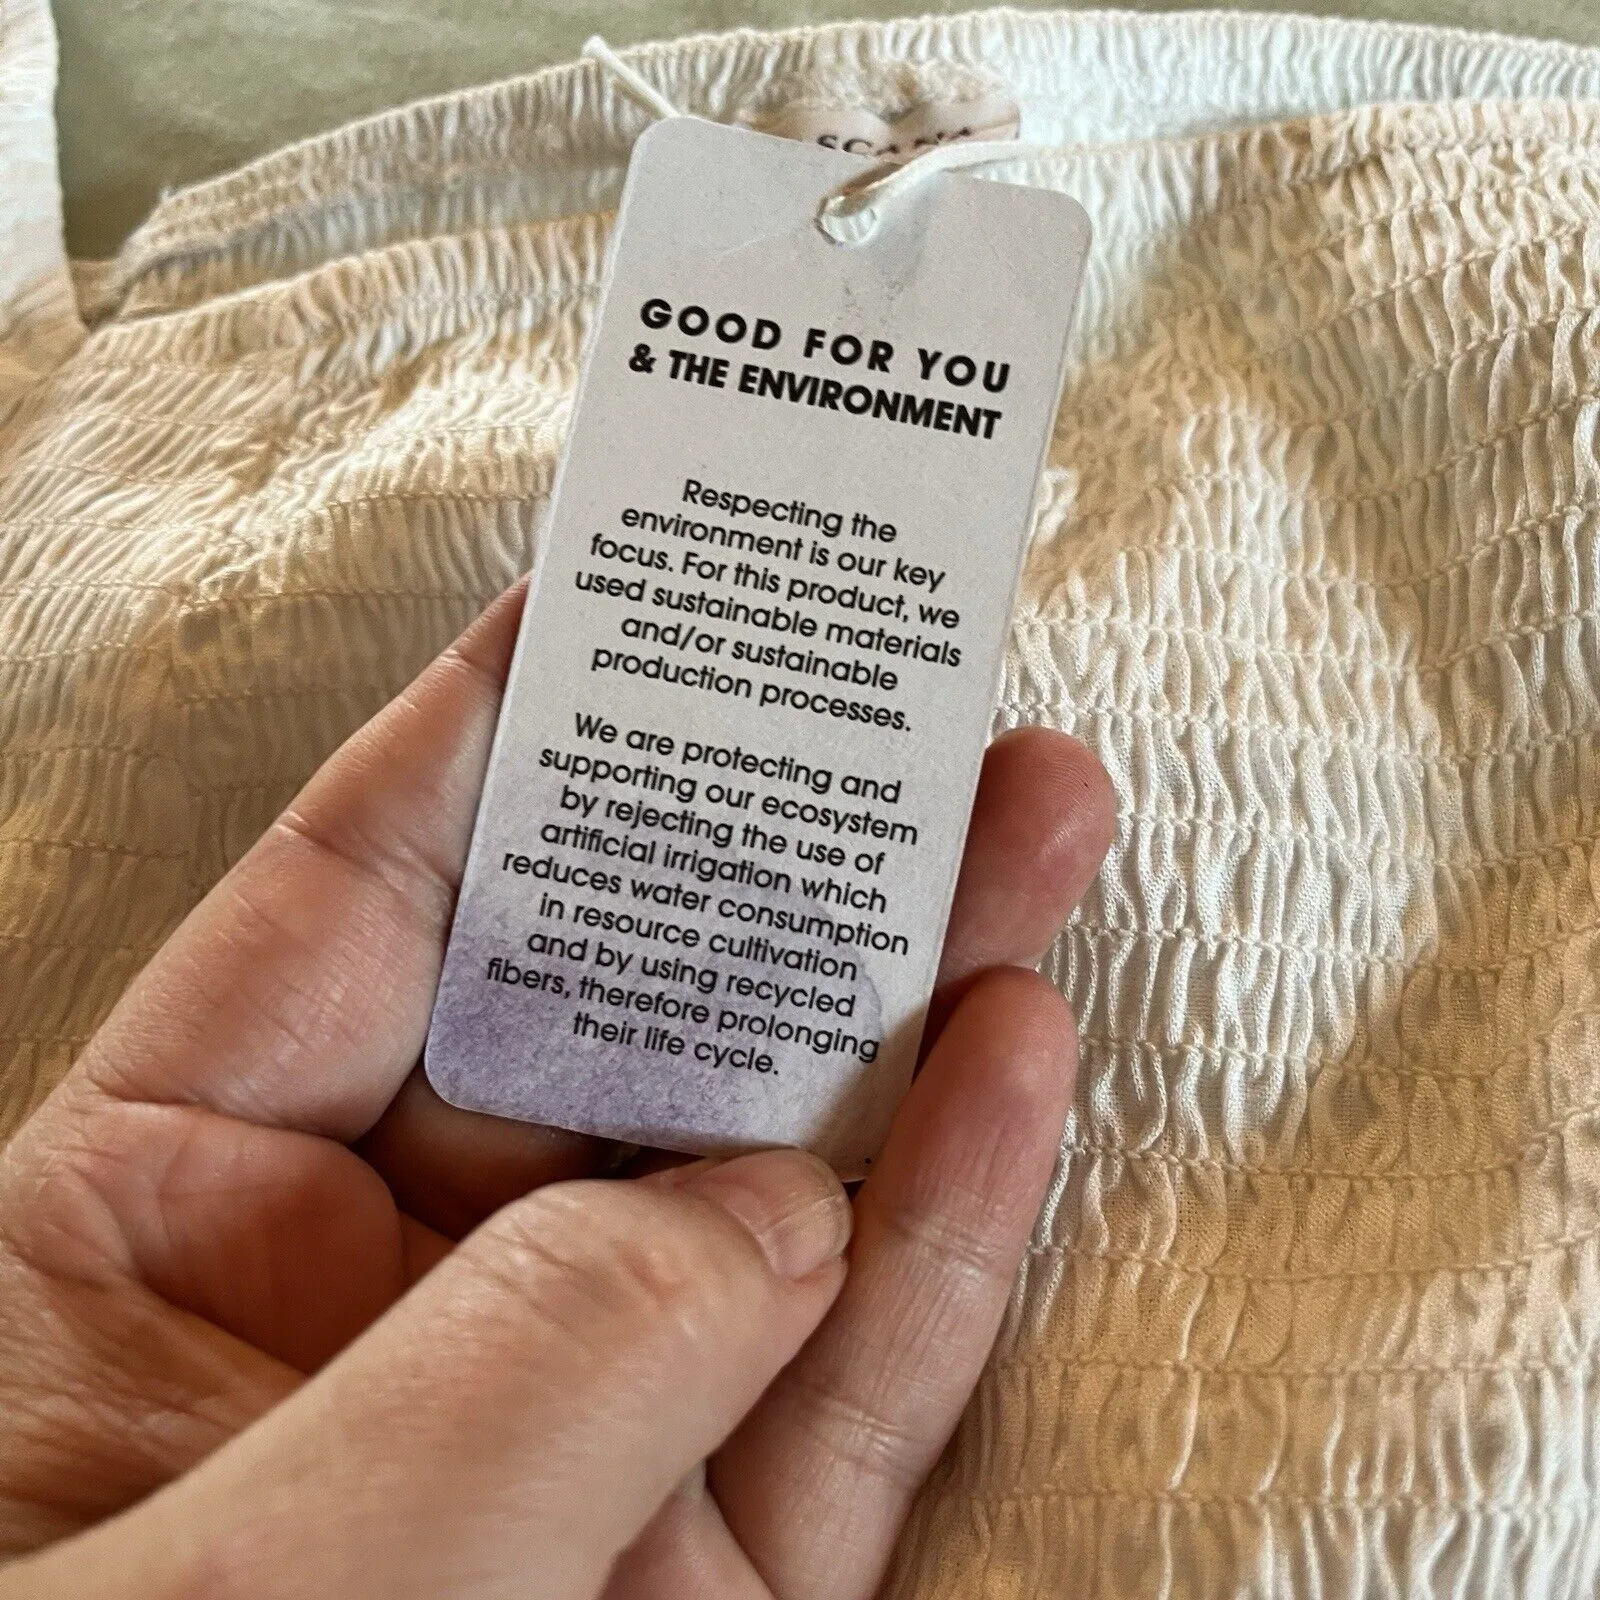 GOOD FOR YOU
& THE ENVIRONMENT
Respecting the
environment is our key
focus. For this product, we
used sustainable materials
and/or sustainable
production processes.
We are protecting and
supporting our ecosystem
by rejecting the use of
artificial irrigation which
reduces water consumption
in resource cultivation
and by using recycled
fibers, therefore prolonging
their life cycle.